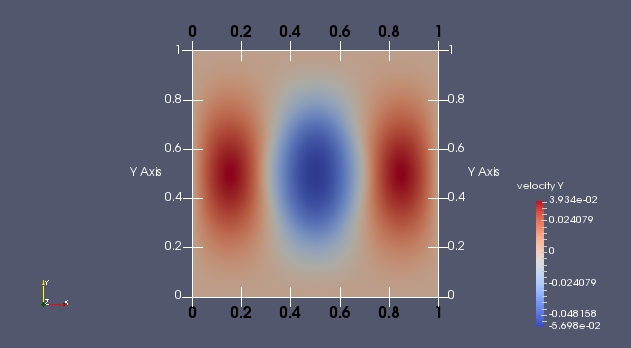 0 0.2 0.4 0.6 0.8 1
1 1
0.8 0.8
0.6 0.6
Y Axis Y Axis
0.4 0.4
0.2 0.2
0 0
0 0.2 0.4 0.6 0.8 1
velocity Y
3.934e-02
0.024079
0
-0.024079
-0.048158
-5.698e-02
Y
Z X